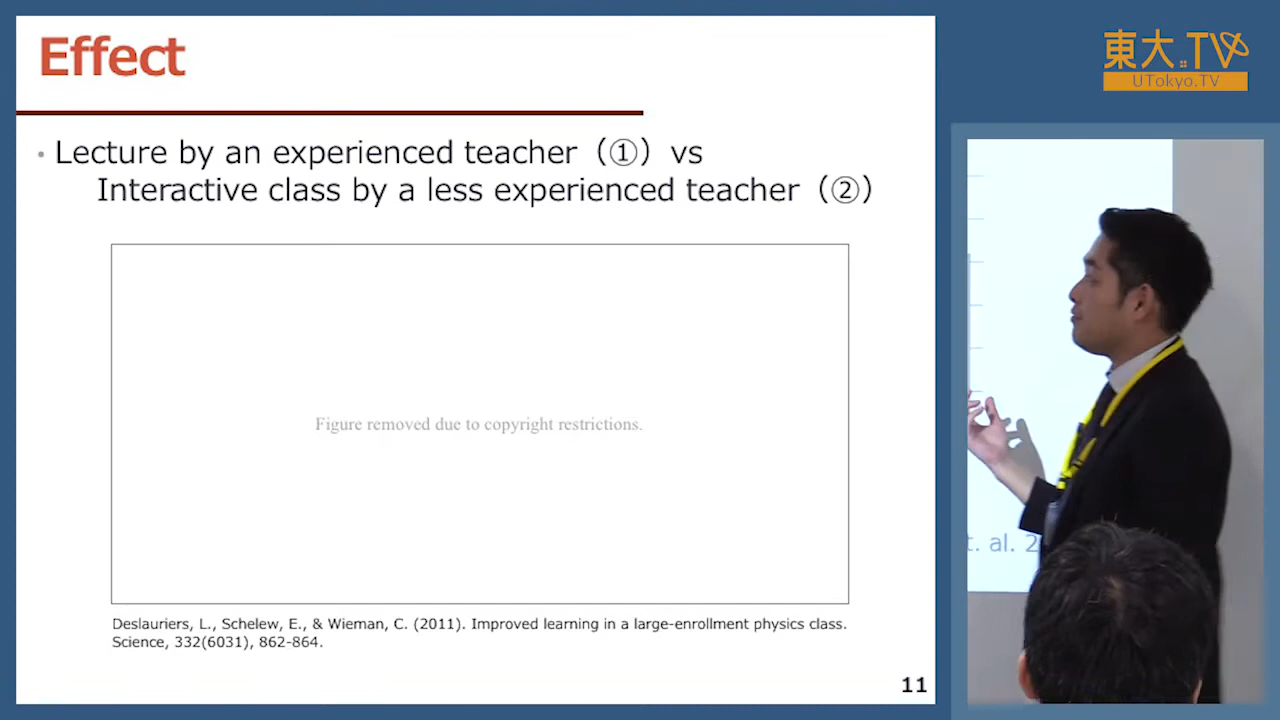 Effect
東大.TV
UTokyo.TV
• Lecture by an experienced teacher（①）vs
Interactive class by a less experienced teacher（②）
Figure removed due to copyright restrictions.
t. al. 2
Deslauriers, L., Schelew, E., & Wieman, C. (2011). Improved learning in a large-enrollment physics class.
Science, 332(6031), 862-864.
11